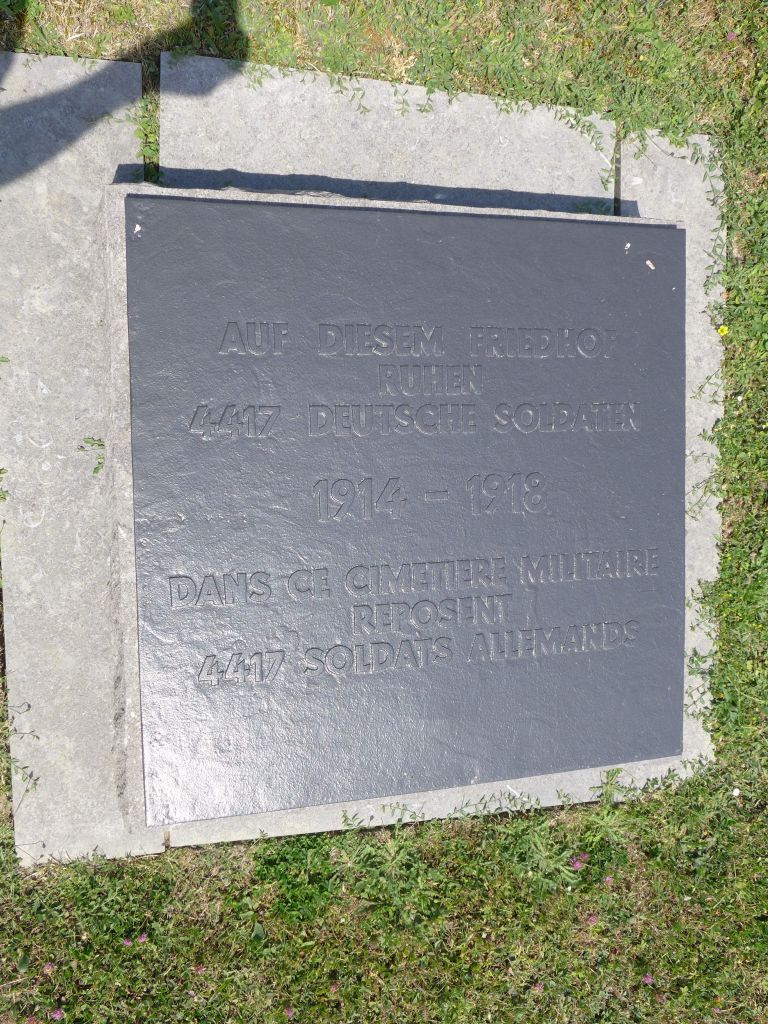 AUF DIESEM FRIEDHOF
RUHEN
4417 DEUTSCHE SOLDATEN
1914 – 1918
DANS CE CIMETIERE MILITAIRE
REPOSENT
4417 SOLDATS ALLEMANDS